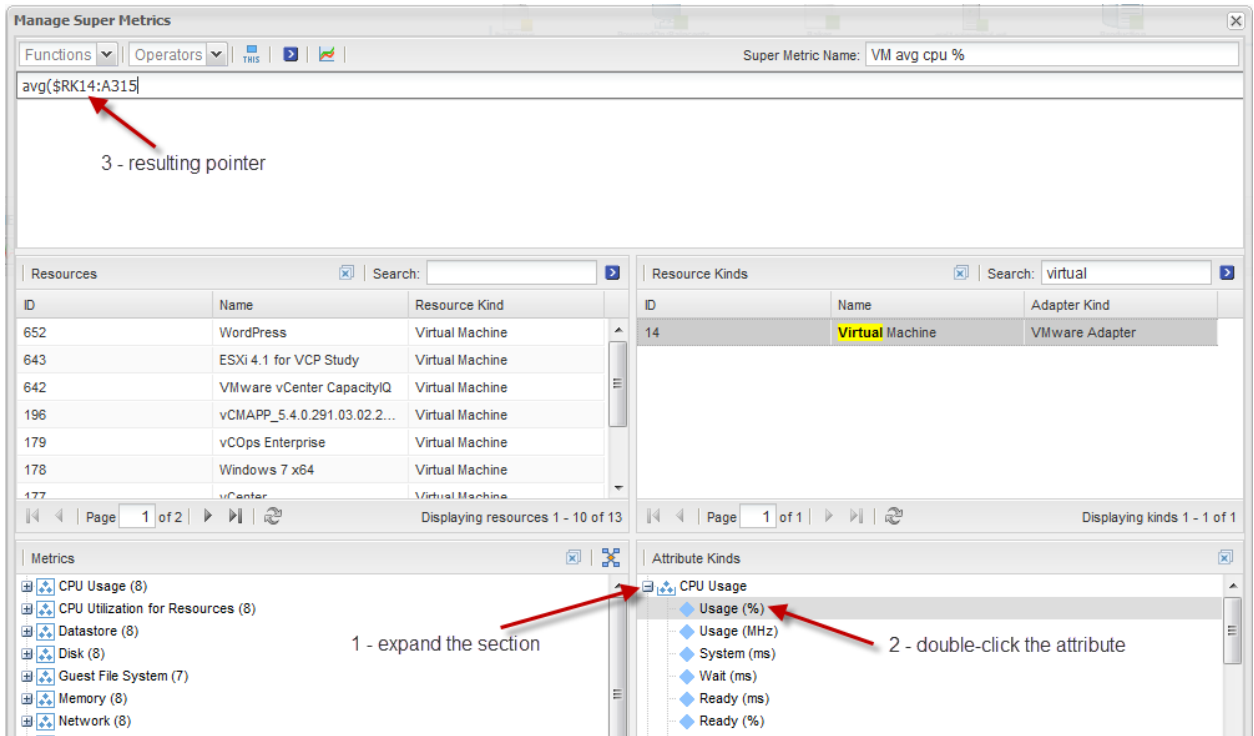 Manage Super Metrics
Functions Operators THIS Super Metric Name: VM avg cpu %
avg($RK14:A315
3 - resulting pointer
Resources Search:
ID Name Resource Kind
652 WordPress Virtual Machine
643 ESXi 4.1 for VCP Study Virtual Machine
642 VMware vCenter CapacityIQ Virtual Machine
196 vCMAPP_5.4.0.291.03.02.2... Virtual Machine
179 vCOps Enterprise Virtual Machine
178 Windows 7 x64 Virtual Machine
177 vCenter Virtual Machine
Page 1 of 2 Displaying resources 1 - 10 of 13
Resource Kinds Search: virtual
ID Name Adapter Kind
14 Virtual Machine VMware Adapter
Page 1 of 1 Displaying kinds 1 - 1 of 1
Metrics
CPU Usage (8)
CPU Utilization for Resources (8)
Datastore (8)
Disk (8)
Guest File System (7)
Memory (8)
Network (8)
1 - expand the section
Attribute Kinds
CPU Usage
Usage (%)
Usage (MHz)
System (ms)
Wait (ms)
Ready (ms)
Ready (%)
2 - double-click the attribute